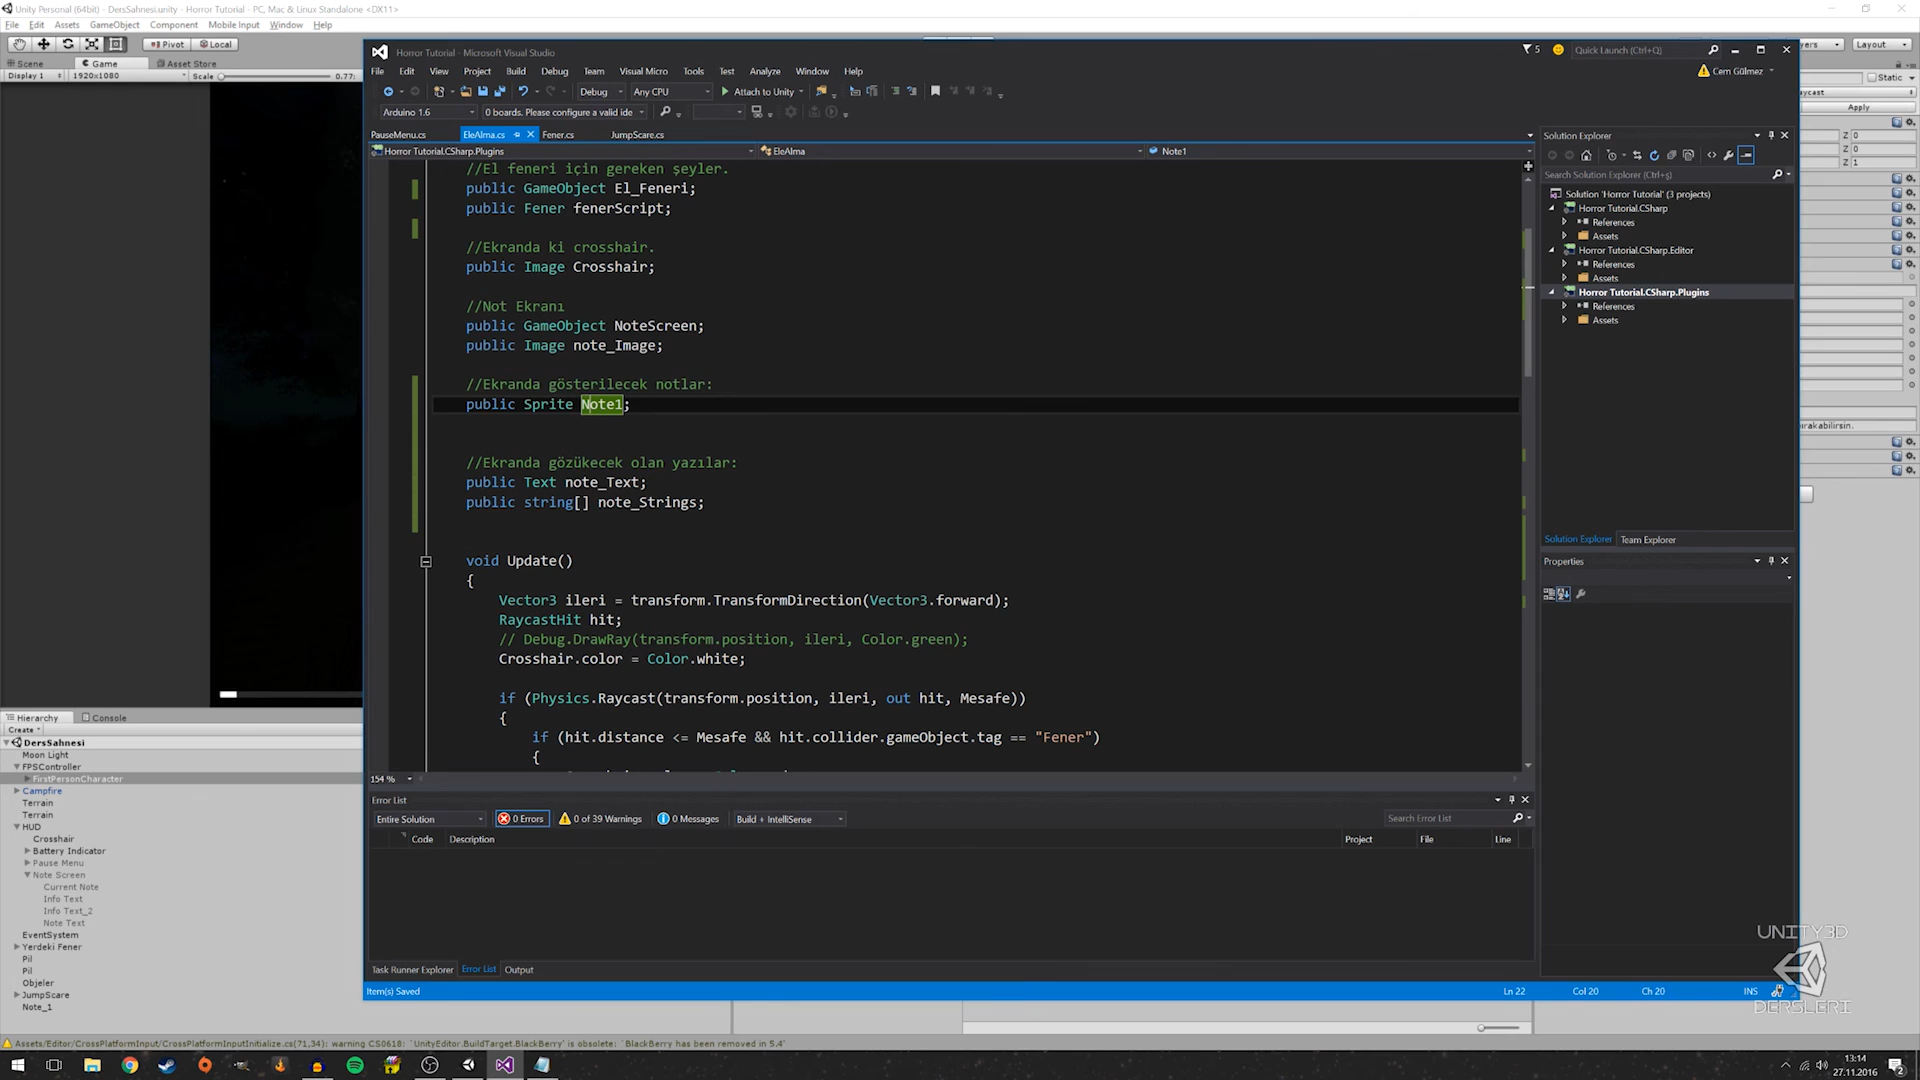 Unity Personal (64bit) - DersSahnesi.unity - Horror Tutorial - PC, Mac & Linux Standalone <DX11>
File Edit Assets GameObject Component Mobile Input Window Help
Pivot Local
Layout
Scene Game Asset Store
Display 1 1920x1080 Scale 0.77:
Static
Apply
Z 0
Z 0
Z 1
ırakabilirsin.
Horror Tutorial - Microsoft Visual Studio
5 Quick Launch (Ctrl+Q)
File Edit View Project Build Debug Team Visual Micro Tools Test Analyze Window Help
Cem Gülmez
Debug Any CPU Attach to Unity
Arduino 1.6 0 boards. Please configure a valid ide
PauseMenu.cs EleAlma.cs Fener.cs JumpScare.cs
Horror Tutorial.CSharp.Plugins EleAlma Note1
//El feneri için gereken şeyler.
public GameObject El_Feneri;
public Fener fenerScript;
//Ekranda ki crosshair.
public Image Crosshair;
//Not Ekranı
public GameObject NoteScreen;
public Image note_Image;
//Ekranda gösterilecek notlar:
public Sprite Note1;
//Ekranda gözükecek olan yazılar:
public Text note_Text;
public string[] note_Strings;
void Update()
{
Vector3 ileri = transform.TransformDirection(Vector3.forward);
RaycastHit hit;
// Debug.DrawRay(transform.position, ileri, Color.green);
Crosshair.color = Color.white;
if (Physics.Raycast(transform.position, ileri, out hit, Mesafe))
{
if (hit.distance <= Mesafe && hit.collider.gameObject.tag == "Fener")
{
154 %
Solution Explorer
Search Solution Explorer (Ctrl+ş)
Solution 'Horror Tutorial' (3 projects)
Horror Tutorial.CSharp
References
Assets
Horror Tutorial.CSharp.Editor
References
Assets
Horror Tutorial.CSharp.Plugins
References
Assets
Solution Explorer Team Explorer
Properties
Error List
Entire Solution 0 Errors 0 of 39 Warnings 0 Messages Build + IntelliSense Search Error List
Code Description Project File Line
Task Runner Explorer Error List Output
Item(s) Saved Ln 22 Col 20 Ch 20 INS
Hierarchy Console
Create
DersSahnesi
Moon Light
FPSController
FirstPersonCharacter
Campfire
Terrain
Terrain
HUD
Crosshair
Battery Indicator
Pause Menu
Note Screen
Current Note
Info Text
Info Text_2
Note Text
EventSystem
Yerdeki Fener
Pil
Pil
Objeler
JumpScare
Note_1
UNITY3D
DERSLERİ
Assets/Editor/CrossPlatformInput/CrossPlatformInputInitialize.cs(71,34): warning CS0618: `UnityEditor.BuildTarget.BlackBerry' is obsolete: `BlackBerry has been removed in 5.4'
13:14
27.11.2016
2